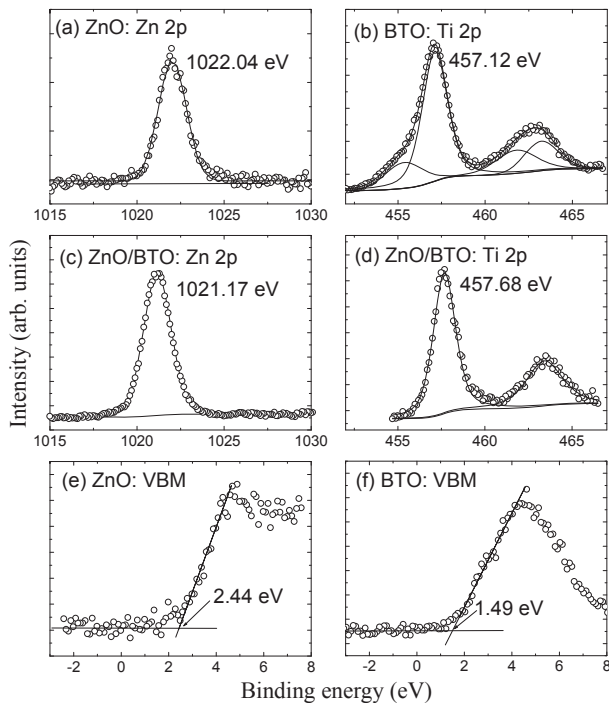 (a) ZnO: Zn 2p
1022.04 eV
1015 1020 1025 1030
(b) BTO: Ti 2p
457.12 eV
455 460 465
(c) ZnO/BTO: Zn 2p
1021.17 eV
1015 1020 1025 1030
(d) ZnO/BTO: Ti 2p
457.68 eV
455 460 465
(e) ZnO: VBM
2.44 eV
-2 0 2 4 6 8
(f) BTO: VBM
1.49 eV
-2 0 2 4 6 8
Intensity (arb. units)
Binding energy (eV)